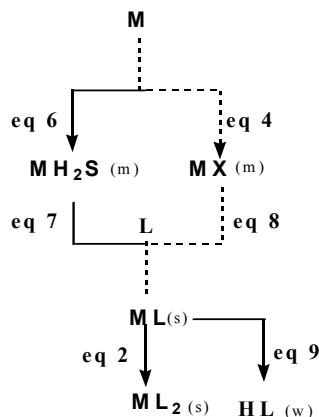 M
eq 6 eq 4
MH₂S (m) MX (m)
eq 7 L eq 8
ML(s)
eq 2 eq 9
ML₂ (s) HL (w)